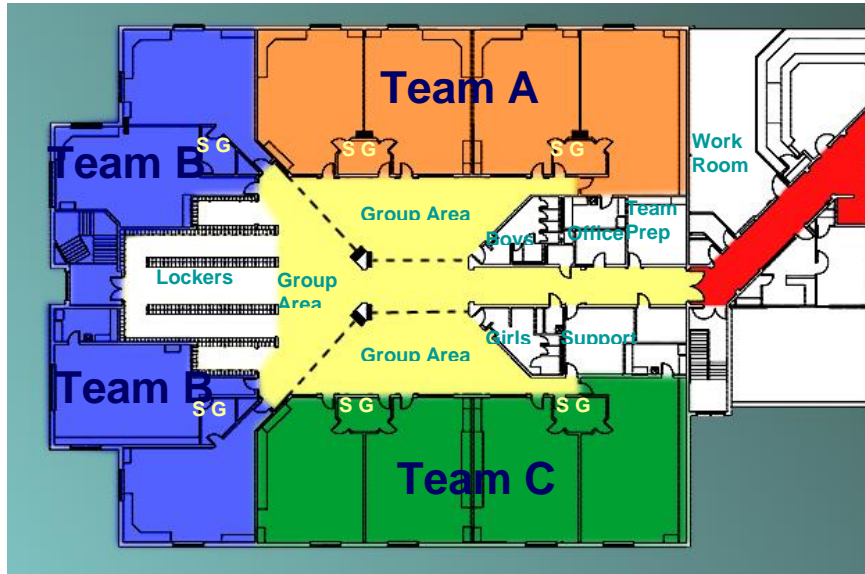 Team A
S G
S G
S G
Team B
Work
Room
Group Area
Boys
Office
Team
Prep
Lockers
Group
Area
Group Area
Girls
Support
Team B
S G
S G
S G
Team C